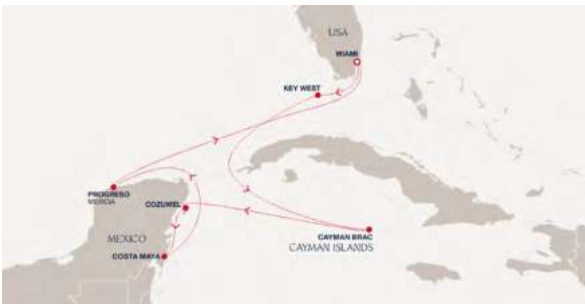 USA
MIAMI
KEY WEST
PROGRESO
MERIDA
COZUMEL
MEXICO
COSTA MAYA
CAYMAN BRAC
CAYMAN ISLANDS